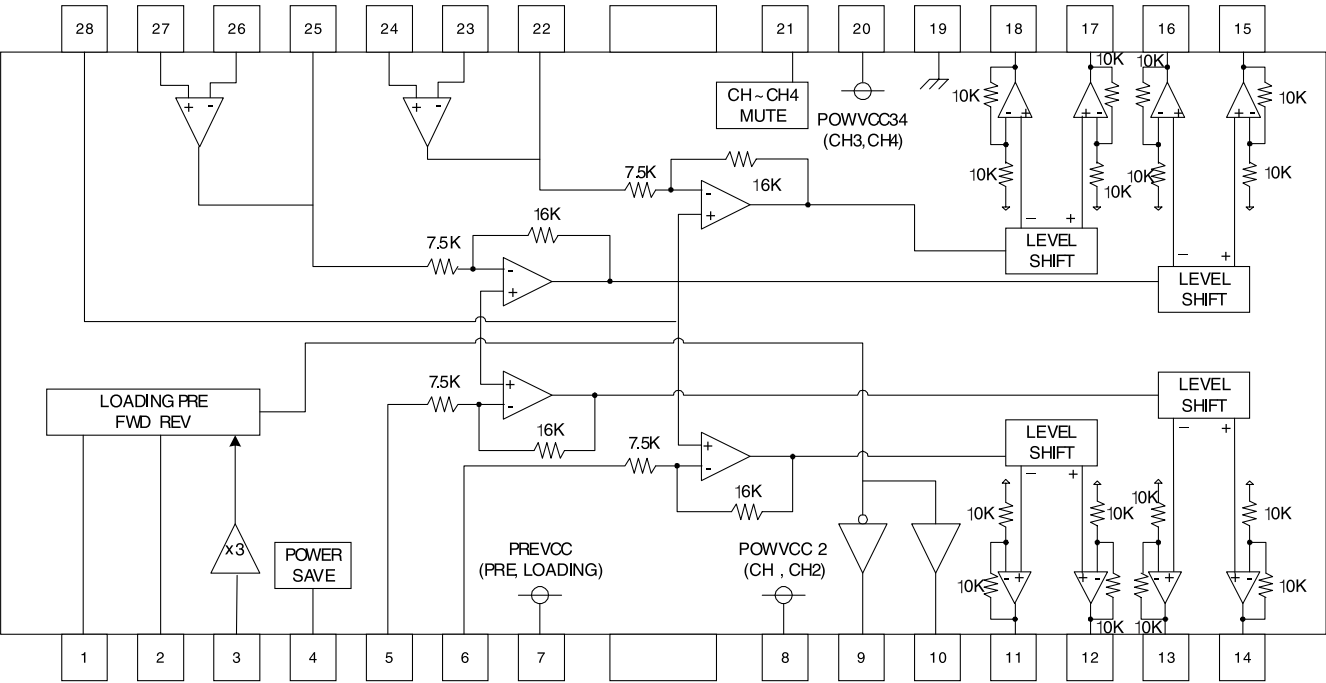 28 27 26 25 24 23 22 21 20 19 18 17 16 15
+ - + -
CH~CH4
MUTE
POWVCC34
(CH3, CH4)
10K 10K 10K 10K
- + + - - + + -
10K 10K 10K 10K
7.5K
16K
-
+
- +
LEVEL
SHIFT
- +
LEVEL
SHIFT
7.5K
16K
-
+
LOADING PRE
FWD REV
7.5K
+
-
16K
7.5K
+
-
16K
LEVEL
SHIFT
- +
LEVEL
SHIFT
- +
10K 10K 10K 10K
x3
POWER
SAVE
PREVCC
(PRE, LOADING)
POWVCC 2
(CH , CH2)
- + + - - + + -
10K 10K 10K 10K
1 2 3 4 5 6 7 8 9 10 11 12 13 14